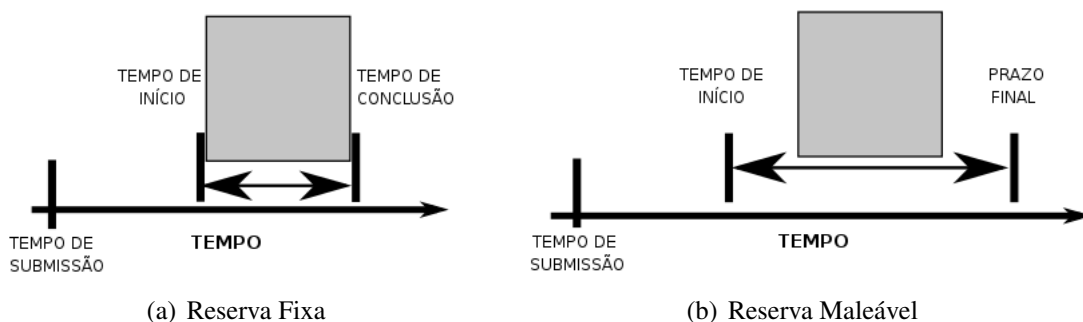 TEMPO DE
INÍCIO
TEMPO DE
CONCLUSÃO
TEMPO DE
SUBMISSÃO
TEMPO
(a) Reserva Fixa
TEMPO DE
INÍCIO
PRAZO
FINAL
TEMPO DE
SUBMISSÃO
TEMPO
(b) Reserva Maleável